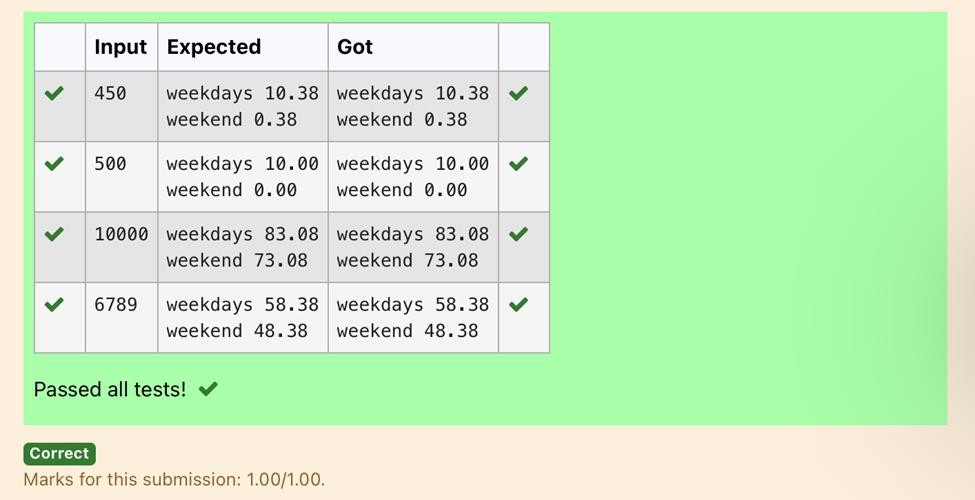 Input Expected Got
450 weekdays 10.38 weekdays 10.38
weekend 0.38 weekend 0.38
500 weekdays 10.00 weekdays 10.00
weekend 0.00 weekend 0.00
10000 weekdays 83.08 weekdays 83.08
weekend 73.08 weekend 73.08
6789 weekdays 58.38 weekdays 58.38
weekend 48.38 weekend 48.38
Passed all tests!
Correct
Marks for this submission: 1.00/1.00.